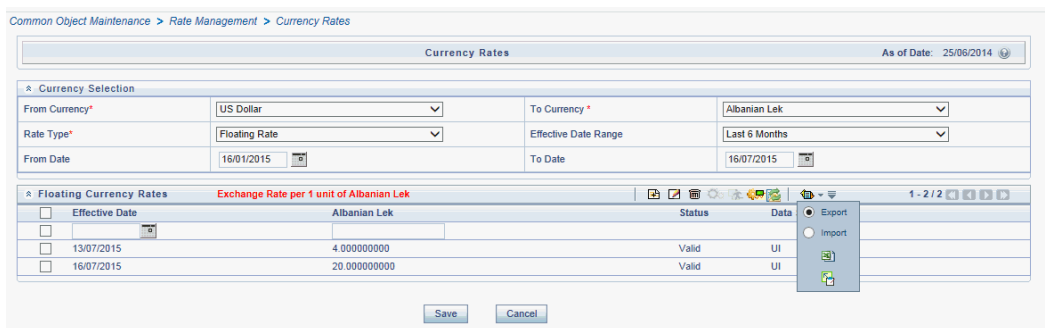 Common Object Maintenance > Rate Management > Currency Rates
Currency Rates As of Date: 25/06/2014
Currency Selection
From Currency* US Dollar To Currency * Albanian Lek
Rate Type* Floating Rate Effective Date Range Last 6 Months
From Date 16/01/2015 To Date 16/07/2015
Floating Currency Rates Exchange Rate per 1 unit of Albanian Lek 1 - 2 / 2
Effective Date Albanian Lek Status Data Export
Import
13/07/2015 4.000000000 Valid UI
16/07/2015 20.000000000 Valid UI
Save Cancel